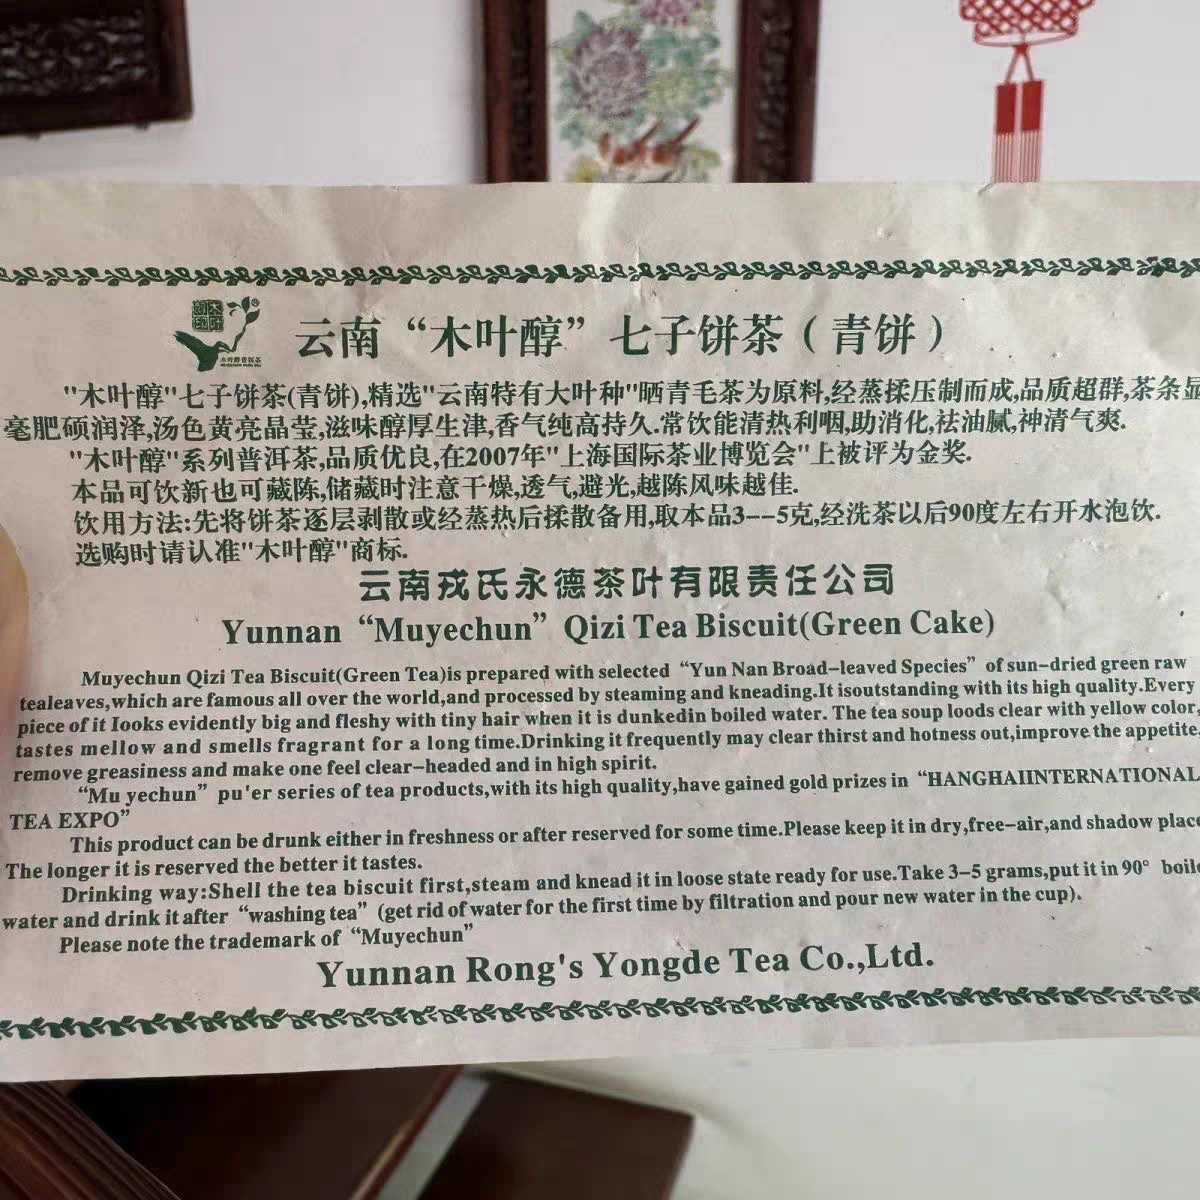 云南“木叶醇”七子饼茶（青饼）
"木叶醇"七子饼茶(青饼),精选"云南特有大叶种"晒青毛茶为原料,经蒸揉压制而成,品质超群,茶条显
毫肥硕润泽,汤色黄亮晶莹,滋味醇厚生津,香气纯高持久.常饮能清热利咽,助消化,祛油腻,神清气爽.
"木叶醇"系列普洱茶,品质优良,在2007年"上海国际茶业博览会"上被评为金奖.
本品可饮新也可藏陈,储藏时注意干燥,透气,避光,越陈风味越佳.
饮用方法:先将饼茶逐层剥散或经蒸热后揉散备用,取本品3--5克,经洗茶以后90度左右开水泡饮.
选购时请认准"木叶醇"商标.
云南戎氏永德茶叶有限责任公司
Yunnan “Muyechun” Qizi Tea Biscuit(Green Cake)
Muyechun Qizi Tea Biscuit(Green Tea)is prepared with selected “Yun Nan Broad-leaved Species” of sun-dried green raw
tealeaves,which are famous all over the world,and processed by steaming and kneading.It isoutstanding with its high quality.Every
piece of it Iooks evidently big and fleshy with tiny hair when it is dunkedin boiled water. The tea soup loods clear with yellow color,
tastes mellow and smells fragrant for a long time.Drinking it frequently may clear thirst and hotness out,improve the appetite,
remove greasiness and make one feel clear-headed and in high spirit.
“Mu yechun” pu'er series of tea products,with its high quality,have gained gold prizes in “HANGHAIINTERNATIONAL
TEA EXPO”
This product can be drunk either in freshness or after reserved for some time.Please keep it in dry,free-air,and shadow place
The longer it is reserved the better it tastes.
Drinking way:Shell the tea biscuit first,steam and knead it in loose state ready for use.Take 3-5 grams,put it in 90° boile
water and drink it after “washing tea” (get rid of water for the first time by filtration and pour new water in the cup).
Please note the trademark of “Muyechun”
Yunnan Rong's Yongde Tea Co.,Ltd.